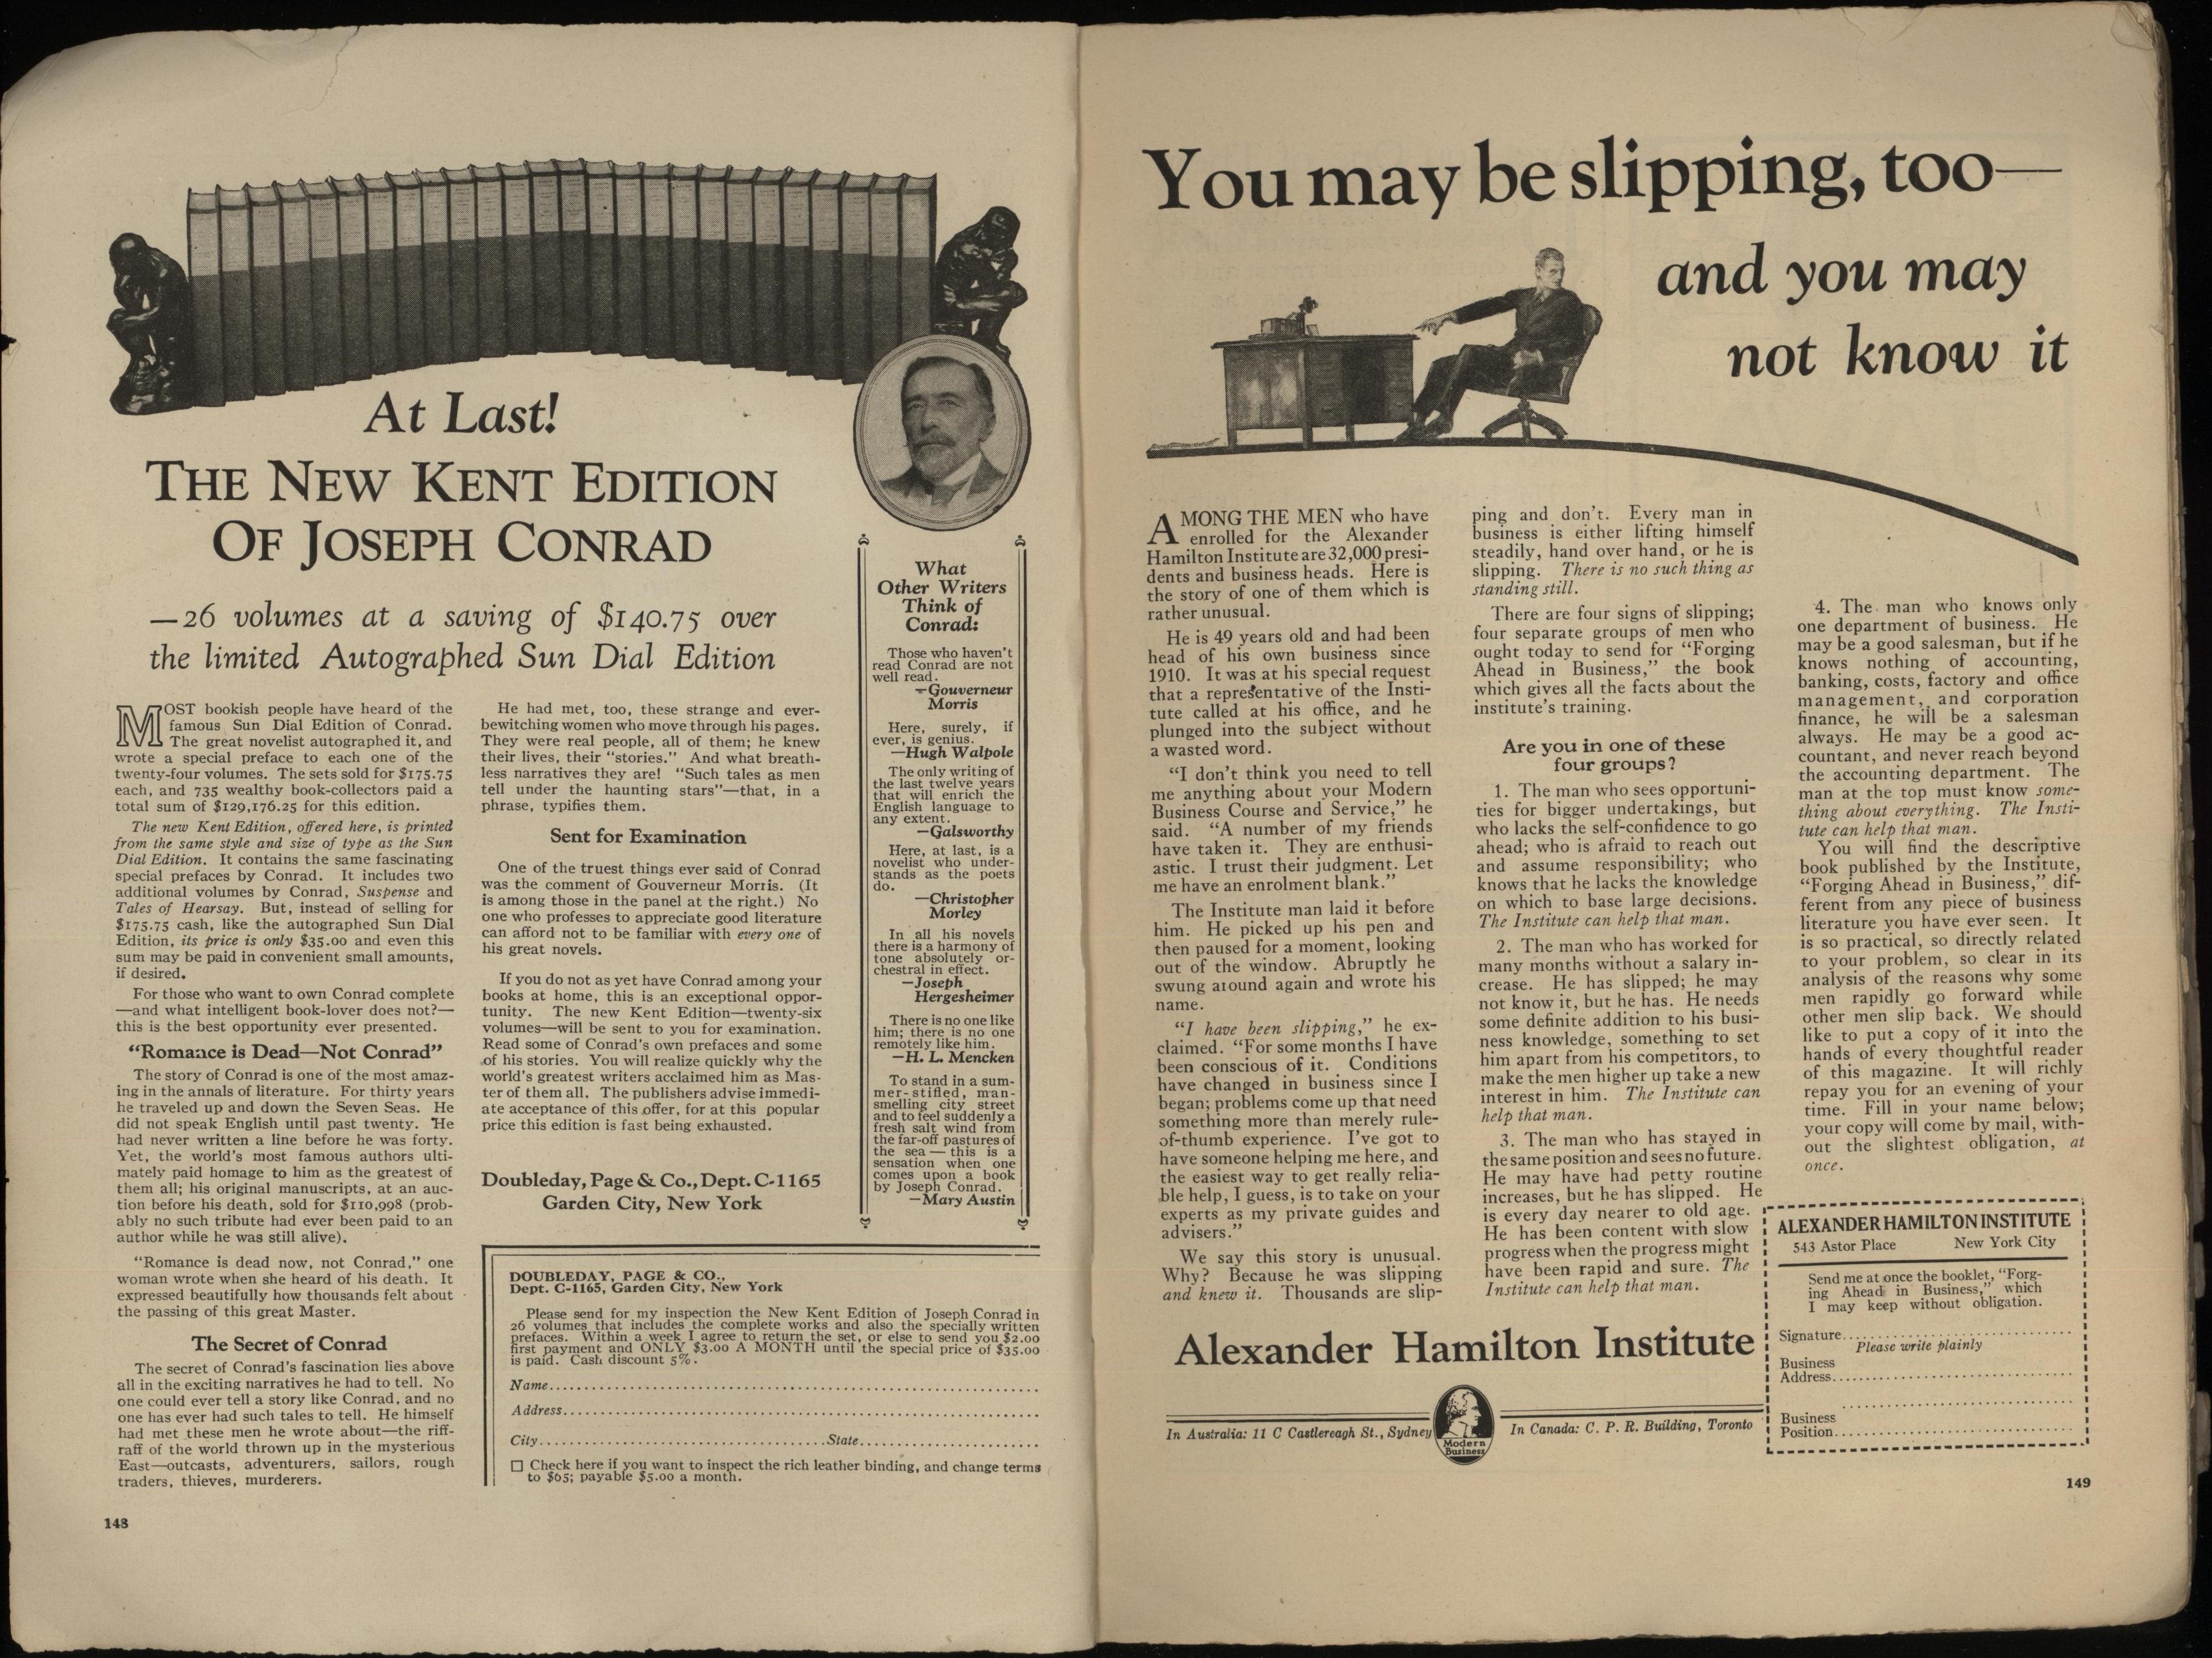 At Last!
THE NEW KENT EDITION
OF JOSEPH CONRAD
—26 volumes at a saving of $140.75 over
the limited Autographed Sun Dial Edition
MOST bookish people have heard of the
famous Sun Dial Edition of Conrad.
The great novelist autographed it, and
wrote a special preface to each one of the
twenty-four volumes. The sets sold for $175.75
each, and 735 wealthy book-collectors paid a
total sum of $129,176.25 for this edition.
The new Kent Edition, offered here, is printed
from the same style and size of type as the Sun
Dial Edition. It contains the same fascinating
special prefaces by Conrad. It includes two
additional volumes by Conrad, Suspense and
Tales of Hearsay. But, instead of selling for
$175.75 cash, like the autographed Sun Dial
Edition, its price is only $35.00 and even this
sum may be paid in convenient small amounts,
if desired.
For those who want to own Conrad complete
—and what intelligent book-lover does not?—
this is the best opportunity ever presented.
"Romance is Dead—Not Conrad"
The story of Conrad is one of the most amaz-
ing in the annals of literature. For thirty years
he traveled up and down the Seven Seas. He
did not speak English until past twenty. He
had never written a line before he was forty.
Yet, the world's most famous authors ulti-
mately paid homage to him as the greatest of
them all; his original manuscripts, at an auc-
tion before his death, sold for $110,998 (prob-
ably no such tribute had ever been paid to an
author while he was still alive).
"Romance is dead now, not Conrad," one
woman wrote when she heard of his death. It
expressed beautifully how thousands felt about
the passing of this great Master.
The Secret of Conrad
The secret of Conrad's fascination lies above
all in the exciting narratives he had to tell. No
one could ever tell a story like Conrad, and no
one has ever had such tales to tell. He himself
had met these men he wrote about—the riff-
raff of the world thrown up in the mysterious
East—outcasts, adventurers, sailors, rough
traders, thieves, murderers.
He had met, too, these strange and ever-
bewitching women who move through his pages.
They were real people, all of them; he knew
their lives, their "stories." And what breath-
less narratives they are! "Such tales as men
tell under the haunting stars"—that, in a
phrase, typifies them.
Sent for Examination
One of the truest things ever said of Conrad
was the comment of Gouverneur Morris. (It
is among those in the panel at the right.) No
one who professes to appreciate good literature
can afford not to be familiar with every one of
his great novels.
If you do not as yet have Conrad among your
books at home, this is an exceptional oppor-
tunity. The new Kent Edition—twenty-six
volumes—will be sent to you for examination.
Read some of Conrad's own prefaces and some
of his stories. You will realize quickly why the
world's greatest writers acclaimed him as Mas-
ter of them all. The publishers advise immedi-
ate acceptance of this offer, for at this popular
price this edition is fast being exhausted.
Doubleday, Page & Co., Dept. C-1165
Garden City, New York
What
Other Writers
Think of
Conrad:
Those who haven't
read Conrad are not
well read.
—Gouverneur
Morris
Here, surely, if
ever, is genius.
—Hugh Walpole
The only writing of
the last twelve years
that will enrich the
English language to
any extent.
—Galsworthy
Here, at last, is a
novelist who under-
stands as the poets
do.
—Christopher
Morley
In all his novels
there is a harmony of
tone absolutely or-
chestral in effect.
—Joseph
Hergesheimer
There is no one like
him; there is no one
remotely like him.
—H. L. Mencken
To stand in a sum-
mer-stifled, man-
smelling city street
and to feel suddenly a
fresh salt wind from
the far-off pastures of
the sea—this is a
sensation when one
comes upon a book
by Joseph Conrad.
—Mary Austin
DOUBLEDAY, PAGE & CO.,
Dept. C-1165, Garden City, New York
Please send for my inspection the New Kent Edition of Joseph Conrad in
26 volumes that includes the complete works and also the specially written
prefaces. Within a week I agree to return the set, or else to send you $2.00
first payment and ONLY $3.00 A MONTH until the special price of $35.00
is paid. Cash discount 5%.
Name
Address
City State
Check here if you want to inspect the rich leather binding, and change terms
to $65; payable $5.00 a month.
148
You may be slipping, too—
and you may
not know it
AMONG THE MEN who have
enrolled for the Alexander
Hamilton Institute are 32,000 presi-
dents and business heads. Here is
the story of one of them which is
rather unusual.
He is 49 years old and had been
head of his own business since
1910. It was at his special request
that a representative of the Insti-
tute called at his office, and he
plunged into the subject without
a wasted word.
"I don't think you need to tell
me anything about your Modern
Business Course and Service," he
said. "A number of my friends
have taken it. They are enthusi-
astic. I trust their judgment. Let
me have an enrolment blank."
The Institute man laid it before
him. He picked up his pen and
then paused for a moment, looking
out of the window. Abruptly he
swung around again and wrote his
name.
"I have been slipping," he ex-
claimed. "For some months I have
been conscious of it. Conditions
have changed in business since I
began; problems come up that need
something more than merely rule-
of-thumb experience. I've got to
have someone helping me here, and
the easiest way to get really relia-
ble help, I guess, is to take on your
experts as my private guides and
advisers."
We say this story is unusual.
Why? Because he was slipping
and knew it. Thousands are slip-
ping and don't. Every man in
business is either lifting himself
steadily, hand over hand, or he is
slipping. There is no such thing as
standing still.
There are four signs of slipping;
four separate groups of men who
ought today to send for "Forging
Ahead in Business," the book
which gives all the facts about the
institute's training.
Are you in one of these
four groups?
1. The man who sees opportuni-
ties for bigger undertakings, but
who lacks the self-confidence to go
ahead; who is afraid to reach out
and assume responsibility; who
knows that he lacks the knowledge
on which to base large decisions.
The Institute can help that man.
2. The man who has worked for
many months without a salary in-
crease. He has slipped; he may
not know it, but he has. He needs
some definite addition to his busi-
ness knowledge, something to set
him apart from his competitors, to
make the men higher up take a new
interest in him. The Institute can
help that man.
3. The man who has stayed in
the same position and sees no future.
He may have had petty routine
increases, but he has slipped. He
is every day nearer to old age.
He has been content with slow
progress when the progress might
have been rapid and sure. The
Institute can help that man.
4. The man who knows only
one department of business. He
may be a good salesman, but if he
knows nothing of accounting,
banking, costs, factory and office
management, and corporation
finance, he will be a salesman
always. He may be a good ac-
countant, and never reach beyond
the accounting department. The
man at the top must know some-
thing about everything. The Insti-
tute can help that man.
You will find the descriptive
book published by the Institute,
"Forging Ahead in Business," dif-
ferent from any piece of business
literature you have ever seen. It
is so practical, so directly related
to your problem, so clear in its
analysis of the reasons why some
men rapidly go forward while
other men slip back. We should
like to put a copy of it into the
hands of every thoughtful reader
of this magazine. It will richly
repay you for an evening of your
time. Fill in your name below;
your copy will come by mail, with-
out the slightest obligation, at
once.
Alexander Hamilton Institute
In Australia: 11 C Castlereagh St., Sydney
Modern
Business
In Canada: C. P. R. Building, Toronto
ALEXANDER HAMILTON INSTITUTE
543 Astor Place New York City
Send me at once the booklet, "Forg-
ing Ahead in Business," which
I may keep without obligation.
Signature
Please write plainly
Business
Address
Business
Position
149